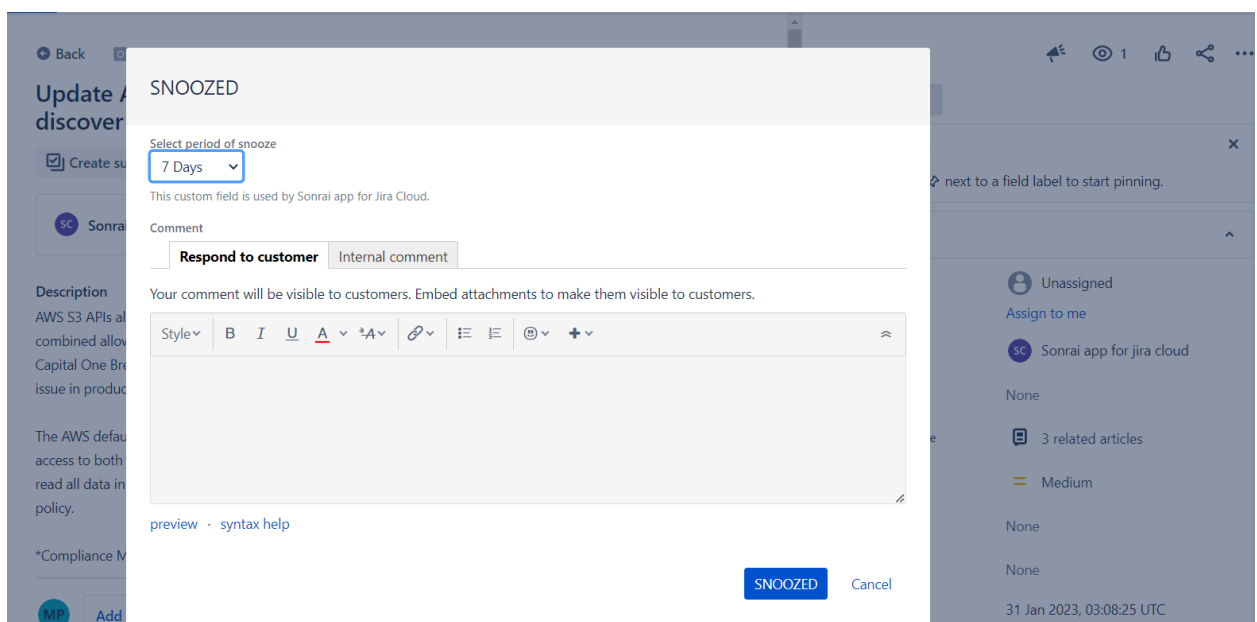 Back
1
Update A
discover
Create su
Sonrai
SC
Description
AWS S3 APIs al
combined allow
Capital One Bre
issue in produc
The AWS defau
access to both
read all data in
policy.
*Compliance M
MP
Add
SNOOZED
Select period of snooze
7 Days
This custom field is used by Sonrai app for Jira Cloud.
Comment
Respond to customer
Internal comment
Your comment will be visible to customers. Embed attachments to make them visible to customers.
Style
B I U A ªA
preview · syntax help
SNOOZED
Cancel
next to a field label to start pinning.
Unassigned
Assign to me
SC
Sonrai app for jira cloud
None
e
3 related articles
Medium
None
None
31 Jan 2023, 03:08:25 UTC